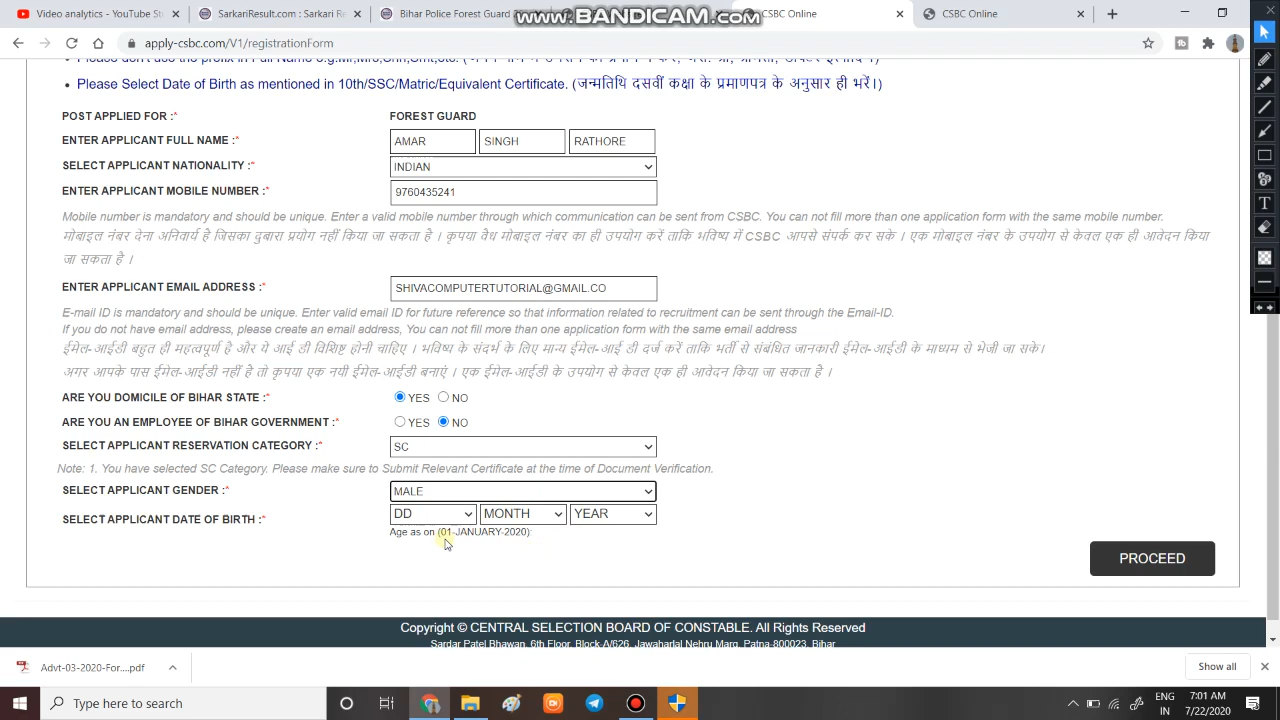 Video analytics - YouTube St
SarkariResult.com : Sarkari Re
Bihar Police Forest Guard
CSBC Online
CSBC Online
www.BANDICAM.com
apply-csbc.com/V1/registrationForm
Please Select Date of Birth as mentioned in 10th/SSC/Matric/Equivalent Certificate. (जन्मतिथि दसवीं कक्षा के प्रमाणपत्र के अनुसार ही भरें।)
POST APPLIED FOR :* FOREST GUARD
ENTER APPLICANT FULL NAME :* AMAR SINGH RATHORE
SELECT APPLICANT NATIONALITY :* INDIAN
ENTER APPLICANT MOBILE NUMBER :* 9760435241
Mobile number is mandatory and should be unique. Enter a valid mobile number through which communication can be sent from CSBC. You can not fill more than one application form with the same mobile number.
मोबाइल नंबर देना अनिवार्य है जिसका दुबारा प्रयोग नहीं किया जा सकता है । कृपया वैध मोबाइल नंबर का ही उपयोग करें ताकि भविष्य में CSBC आपसे संपर्क कर सके । एक मोबाइल नंबर के उपयोग से केवल एक ही आवेदन किया
जा सकता है ।
ENTER APPLICANT EMAIL ADDRESS :* SHIVACOMPUTERTUTORIAL@GMAIL.CO
E-mail ID is mandatory and should be unique. Enter valid email ID for future reference so that information related to recruitment can be sent through the Email-ID.
If you do not have email address, please create an email address, You can not fill more than one application form with the same email address
ईमेल-आईडी बहुत ही महत्वपूर्ण है और ये आई डी विशिष्ट होनी चाहिए । भविष्य के संदर्भ के लिए मान्य ईमेल-आई डी दर्ज करें ताकि भर्ती से संबंधित जानकारी ईमेल-आईडी के माध्यम से भेजी जा सके।
अगर आपके पास ईमेल-आईडी नहीं है तो कृपया एक नयी ईमेल-आईडी बनाएं । एक ईमेल-आईडी के उपयोग से केवल एक ही आवेदन किया जा सकता है ।
ARE YOU DOMICILE OF BIHAR STATE :* YES NO
ARE YOU AN EMPLOYEE OF BIHAR GOVERNMENT :* YES NO
SELECT APPLICANT RESERVATION CATEGORY :* SC
Note: 1. You have selected SC Category. Please make sure to Submit Relevant Certificate at the time of Document Verification.
SELECT APPLICANT GENDER :* MALE
SELECT APPLICANT DATE OF BIRTH :* DD MONTH YEAR
Age as on (01-JANUARY-2020):
PROCEED
Copyright © CENTRAL SELECTION BOARD OF CONSTABLE. All Rights Reserved
Sardar Patel Bhawan, 6th Floor, Block A/626, Jawaharlal Nehru Marg, Patna-800023, Bihar
Advt-03-2020-For....pdf
Show all
Type here to search
ENG 7:01 AM
IN 7/22/2020